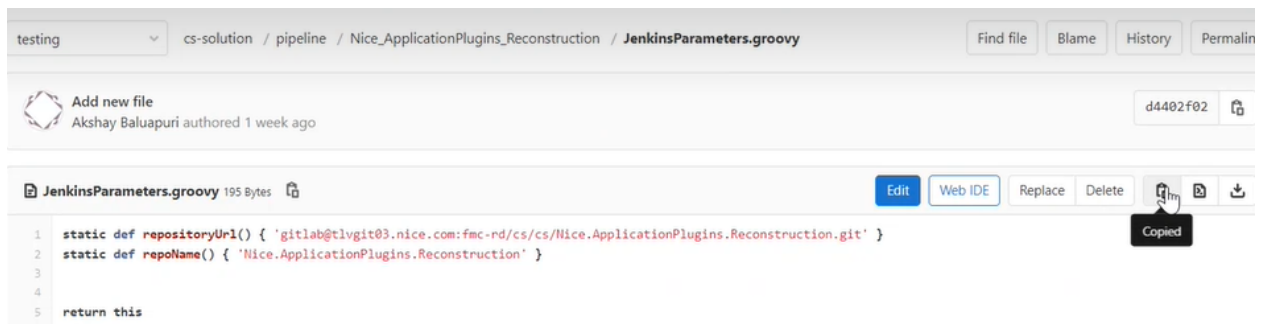 testing cs-solution / pipeline / Nice_ApplicationPlugins_Reconstruction / JenkinsParameters.groovy Find file Blame History Permalin
Add new file
Akshay Baluapuri authored 1 week ago
d4402f02
JenkinsParameters.groovy 195 Bytes Edit Web IDE Replace Delete
Copied
1 static def repositoryUrl() { 'gitlab@tlvgit03.nice.com:fmc-rd/cs/cs/Nice.ApplicationPlugins.Reconstruction.git' }
2 static def repoName() { 'Nice.ApplicationPlugins.Reconstruction' }
3
4
5 return this